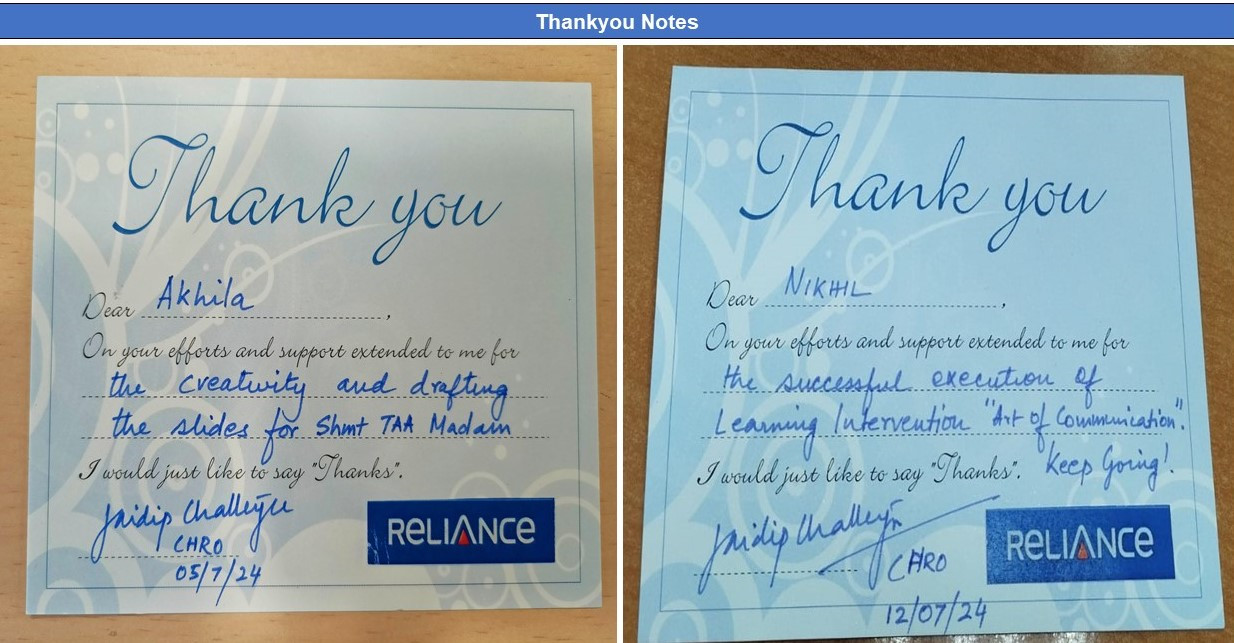 Thankyou Notes
Thank you
Dear Akhila,
On your efforts and support extended to me for
the creativity and drafting
the slides for Shmt TAA Madam
I would just like to say "Thanks".
Jaidip Challeyu
CHRO
05/7/24
RELIANCE
Thank you
Dear NIKHIL,
On your efforts and support extended to me for
the successful execution of
Learning Intervention "Art of Communication".
I would just like to say "Thanks". Keep Going!
Jaidip
CHRO
12/07/24
RELIANCE